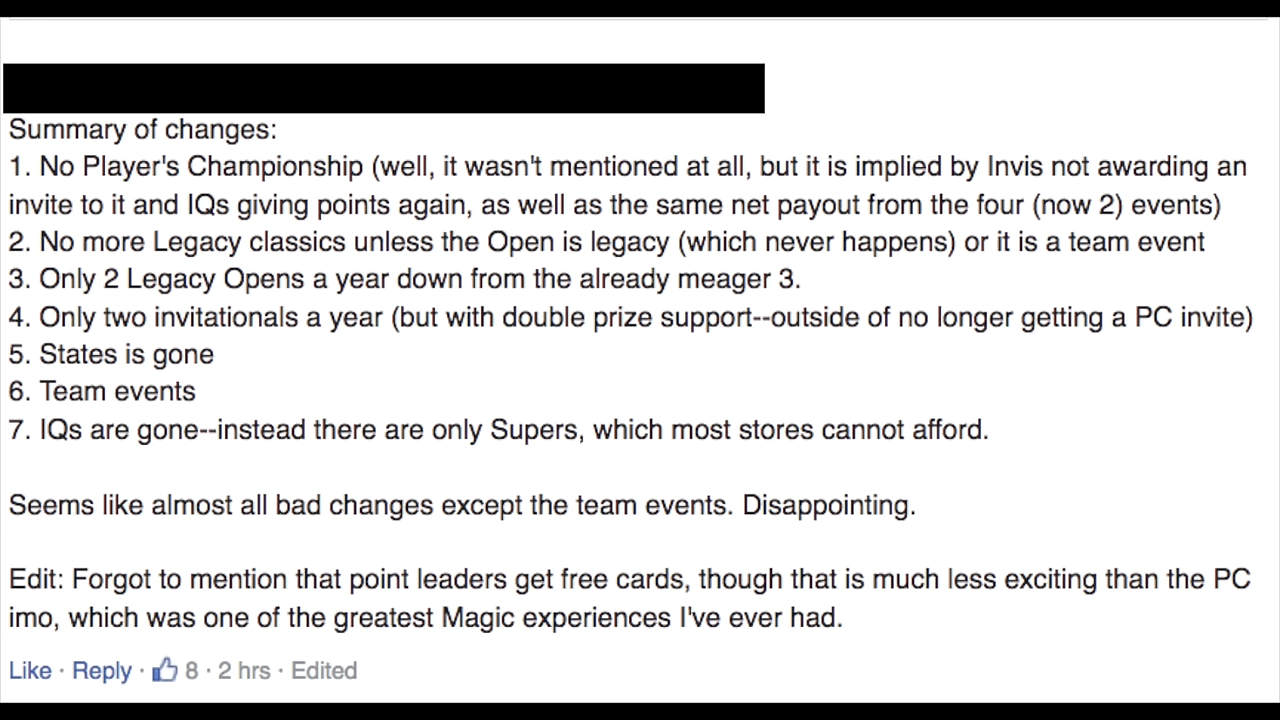 Summary of changes:
1. No Player's Championship (well, it wasn't mentioned at all, but it is implied by Invis not awarding an
invite to it and IQs giving points again, as well as the same net payout from the four (now 2) events)
2. No more Legacy classics unless the Open is legacy (which never happens) or it is a team event
3. Only 2 Legacy Opens a year down from the already meager 3.
4. Only two invitationals a year (but with double prize support--outside of no longer getting a PC invite)
5. States is gone
6. Team events
7. IQs are gone--instead there are only Supers, which most stores cannot afford.
Seems like almost all bad changes except the team events. Disappointing.
Edit: Forgot to mention that point leaders get free cards, though that is much less exciting than the PC
imo, which was one of the greatest Magic experiences I've ever had.
Like · Reply · 8 · 2 hrs · Edited